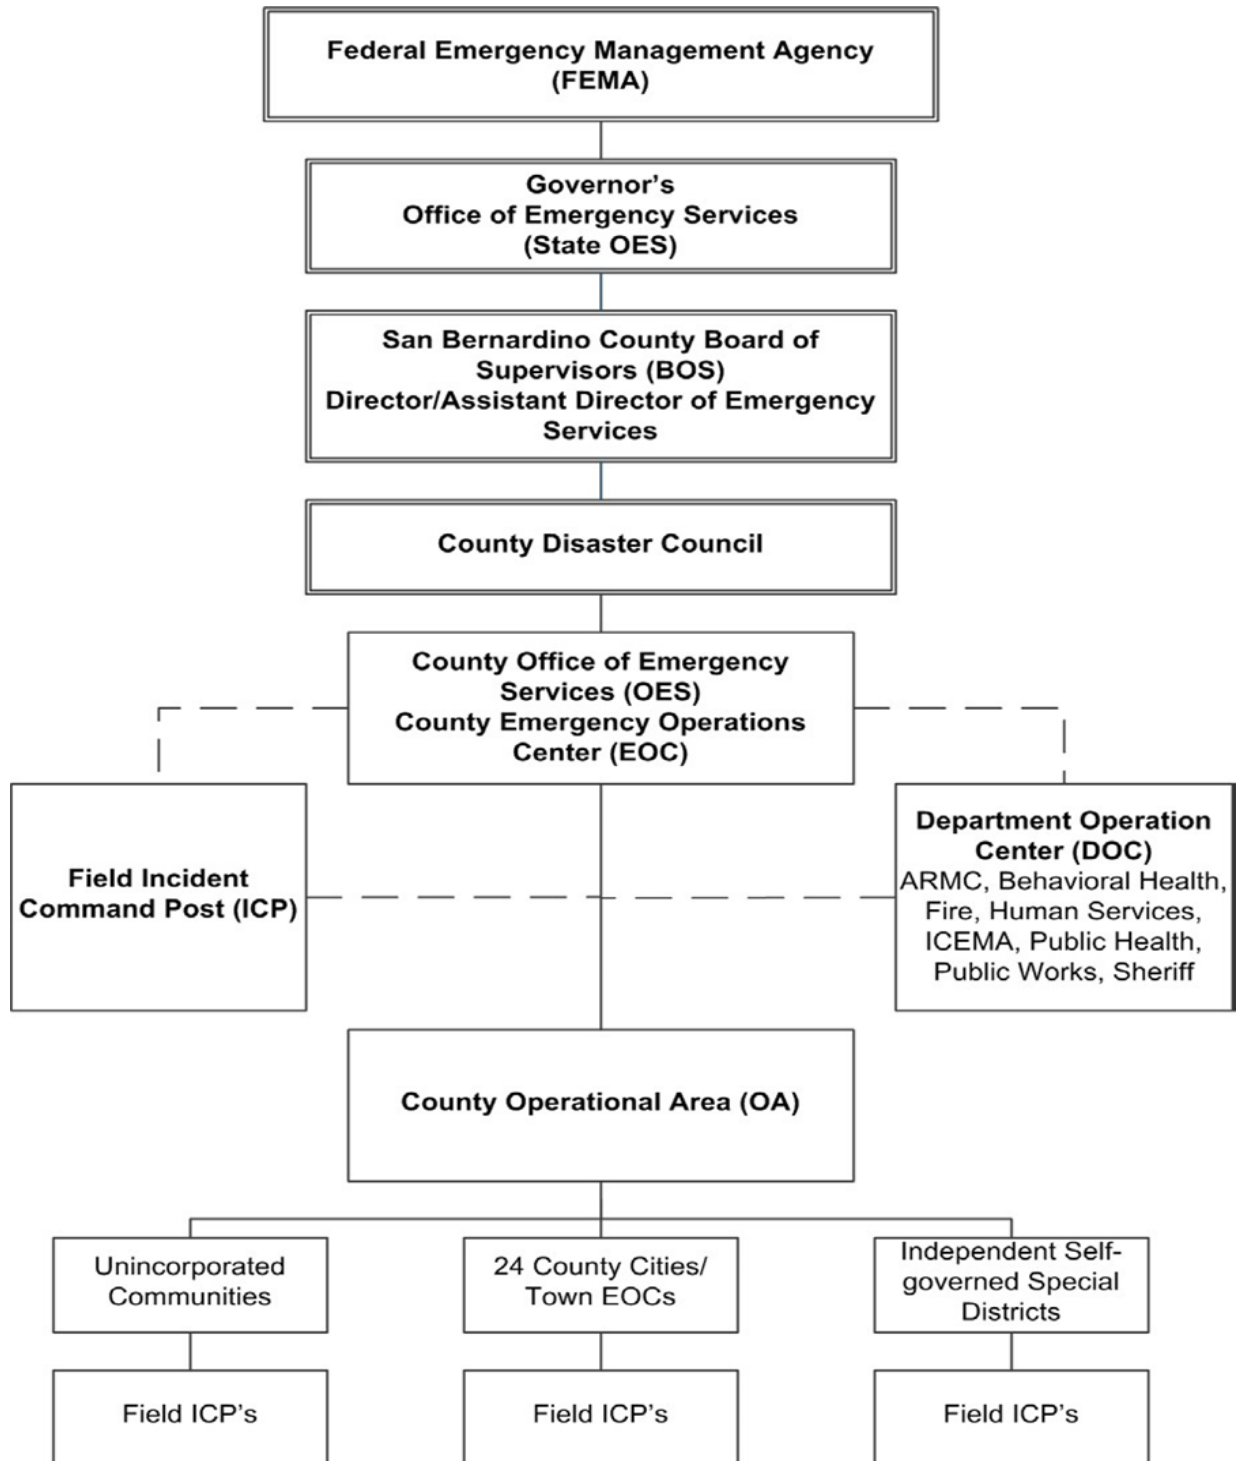 Federal Emergency Management Agency
(FEMA)
Governor's
Office of Emergency Services
(State OES)
San Bernardino County Board of
Supervisors (BOS)
Director/Assistant Director of Emergency
Services
County Disaster Council
County Office of Emergency
Services (OES)
County Emergency Operations
Center (EOC)
Field Incident
Command Post (ICP)
Department Operation
Center (DOC)
ARMC, Behavioral Health,
Fire, Human Services,
ICEMA, Public Health,
Public Works, Sheriff
County Operational Area (OA)
Unincorporated
Communities
24 County Cities/
Town EOCs
Independent Self-
governed Special
Districts
Field ICP's
Field ICP's
Field ICP's